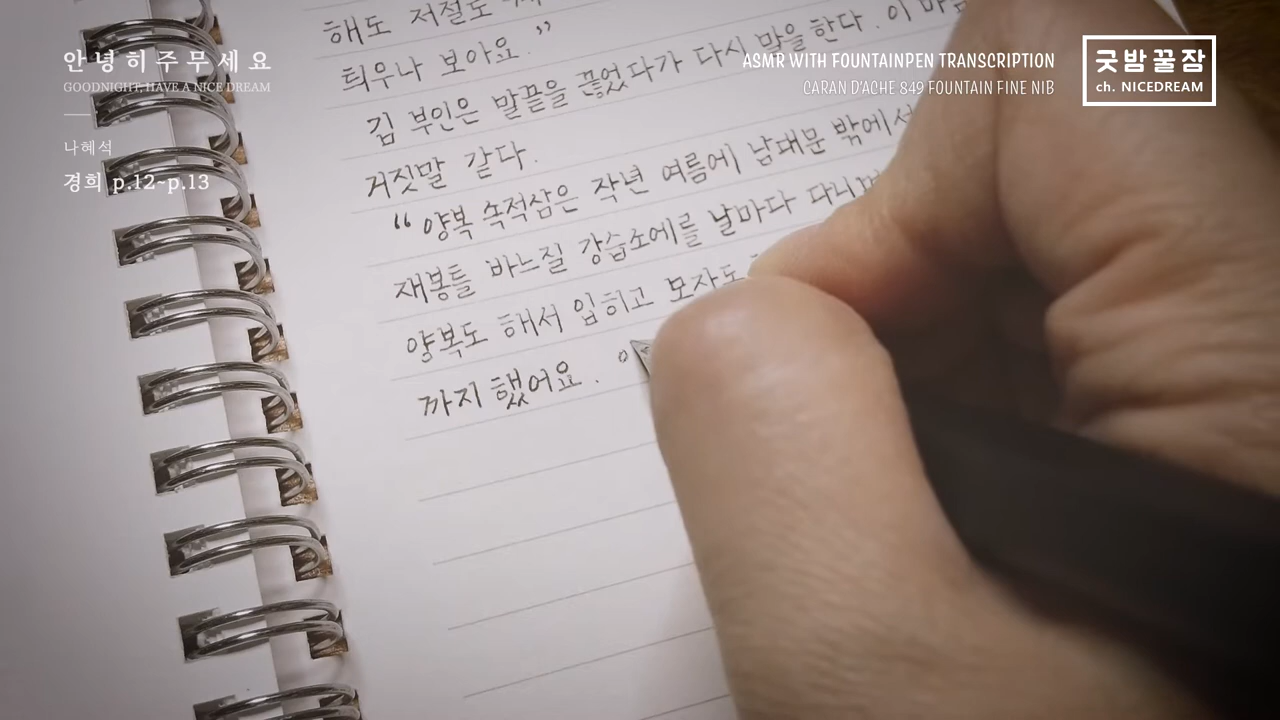 안녕히주무세요
GOODNIGHT, HAVE A NICE DREAM
나혜석
경희 p.12~p.13
ASMR WITH FOUNTAINPEN TRANSCRIPTION
CARAN D'ACHE 849 FOUNTAIN FINE NIB
굿밤꿀잠
ch. NICEDREAM
해도 저절도
틔우나 보아요.”
김 부인은 말끝을 끊었다가 다시 말을 한다. 이
거짓말 같다.
“양복 속적삼은 작년 여름에 남대문 밖에서
재봉틀 바느질 강습소에를 날마다 다니며
양복도 해서 입히고 모자도
까지 했어요.